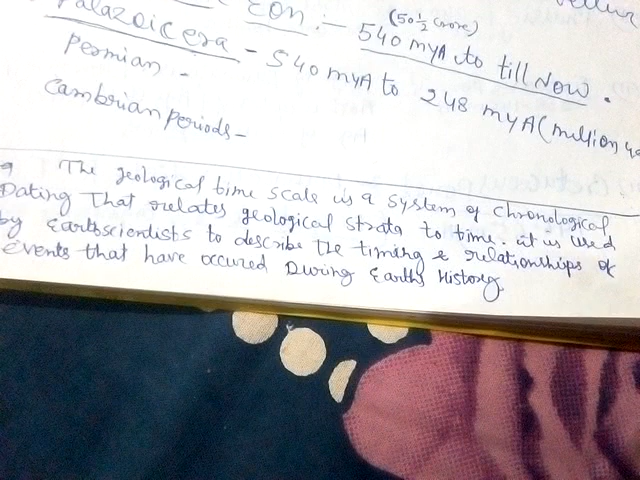 eon :- (50 1/2 crore)
540 myA to till Now.
Palazoic era - 540 myA to 248 myA (million
Permian -
Cambrian periods -
The geological time scale is a system of chronological
Dating That relates geological strata to time. it is used
by Earthscientists to describe the timing & relationships of
events that have occured During Earth's History.